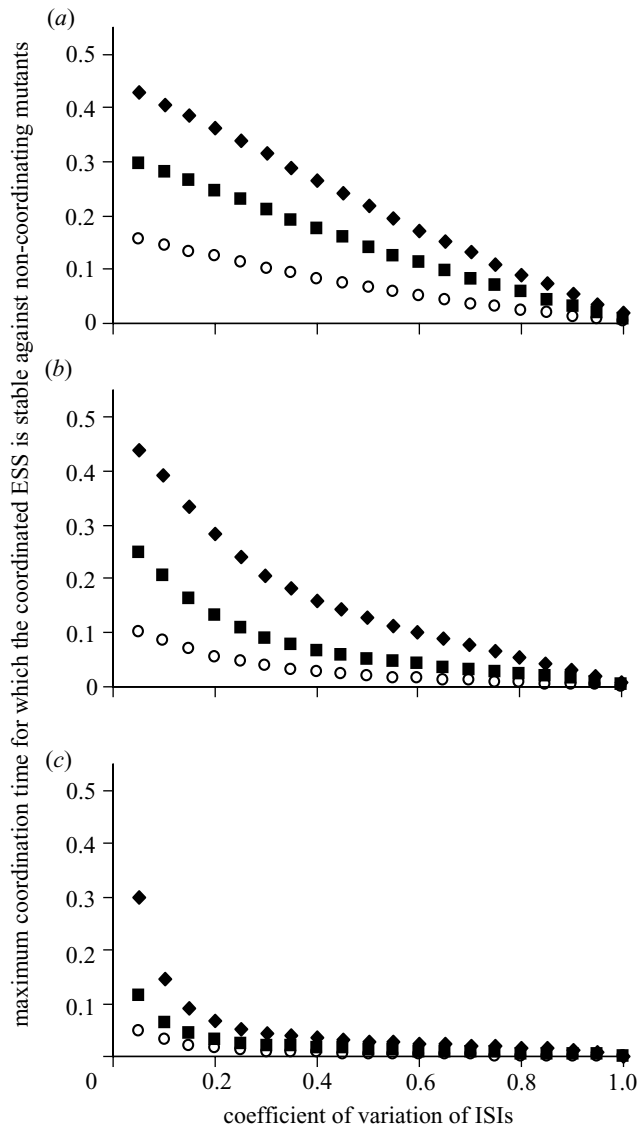 maximum coordination time for which the coordinated ESS is stable against non-coordinating mutants
(a)
0.5
0.4
0.3
0.2
0.1
0
(b)
0.5
0.4
0.3
0.2
0.1
0
(c)
0.5
0.4
0.3
0.2
0.1
0 0.2 0.4 0.6 0.8 1.0
coefficient of variation of ISIs